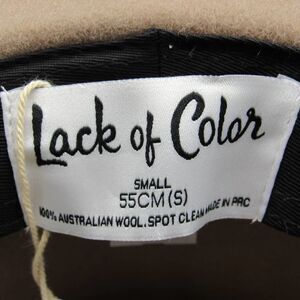 Lack of Color
SMALL
55CM (S)
100% AUSTRALIAN WOOL. SPOT CLEAN MADE IN PRC